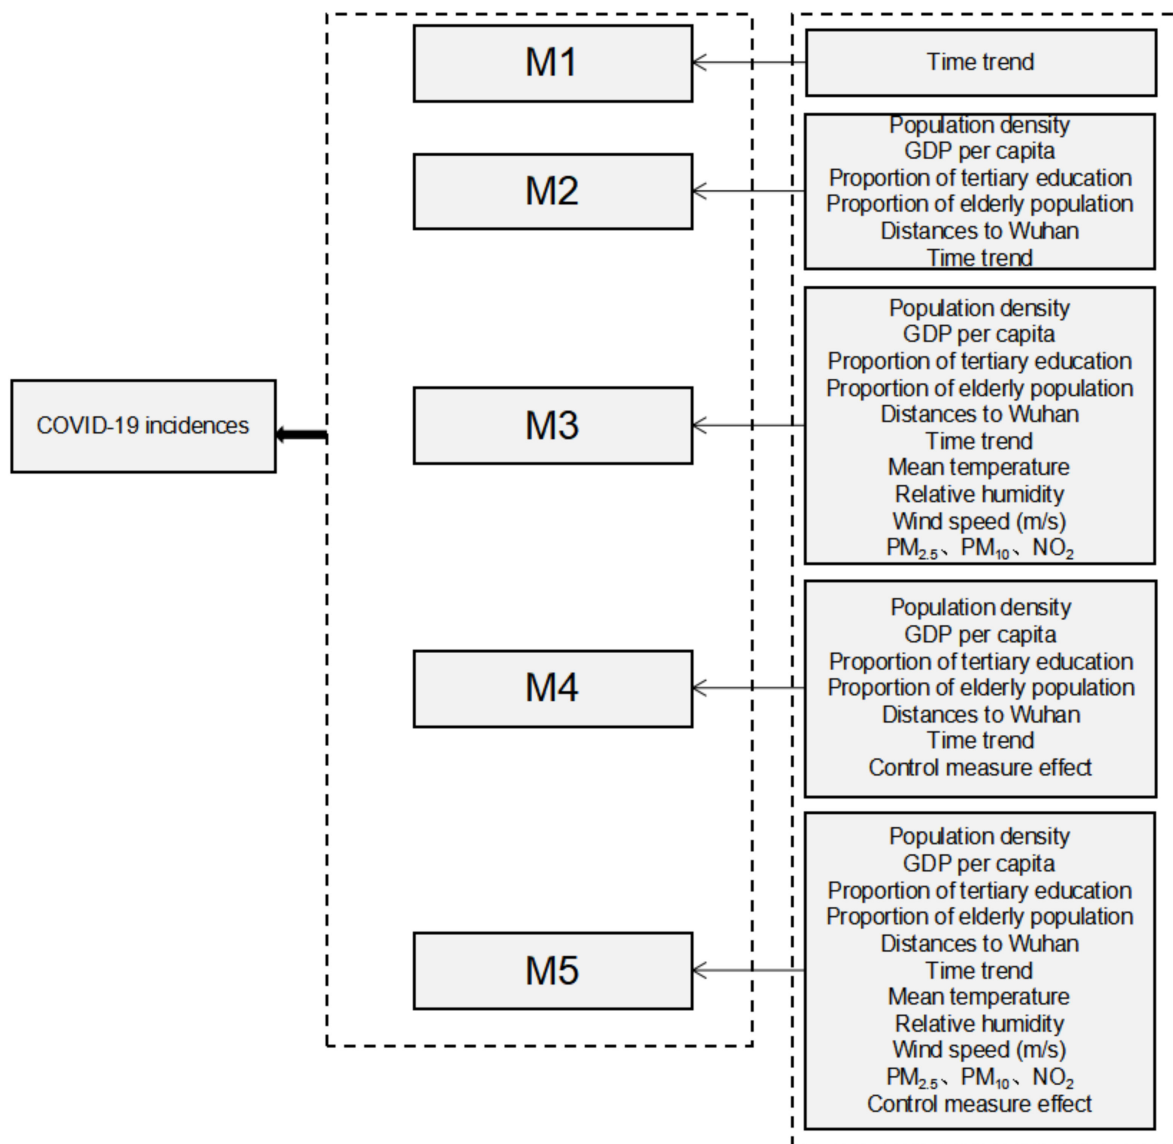 M1
Time trend
M2
Population density
GDP per capita
Proportion of tertiary education
Proportion of elderly population
Distances to Wuhan
Time trend
COVID-19 incidences
M3
Population density
GDP per capita
Proportion of tertiary education
Proportion of elderly population
Distances to Wuhan
Time trend
Mean temperature
Relative humidity
Wind speed (m/s)
PM₂.₅、PM₁₀、NO₂
M4
Population density
GDP per capita
Proportion of tertiary education
Proportion of elderly population
Distances to Wuhan
Time trend
Control measure effect
M5
Population density
GDP per capita
Proportion of tertiary education
Proportion of elderly population
Distances to Wuhan
Time trend
Mean temperature
Relative humidity
Wind speed (m/s)
PM₂.₅、PM₁₀、NO₂
Control measure effect